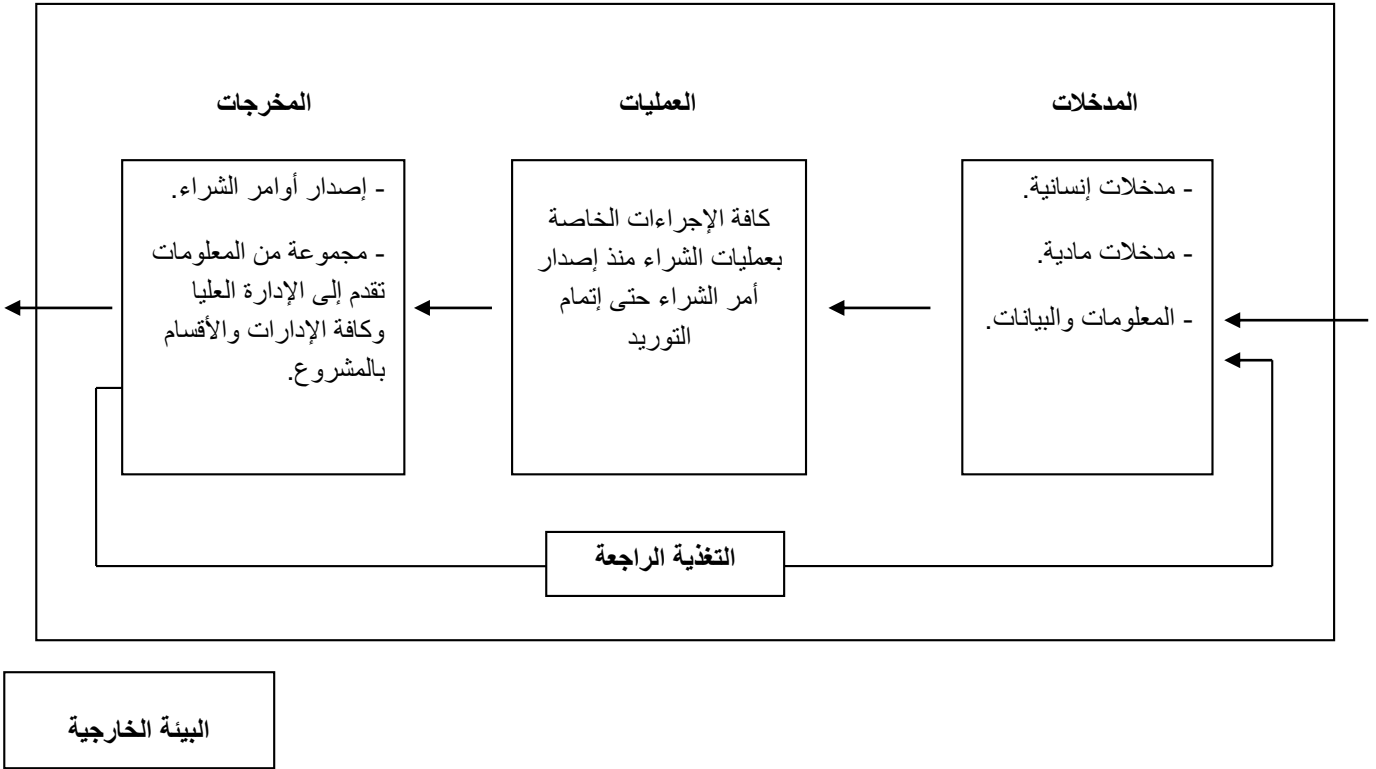 المدخلات
العمليات
المخرجات
- مدخلات إنسانية.
- مدخلات مادية.
- المعلومات والبيانات.
كافة الإجراءات الخاصة
بعمليات الشراء منذ إصدار
أمر الشراء حتى إتمام
التوريد
- إصدار أوامر الشراء.
- مجموعة من المعلومات
تقدم إلى الإدارة العليا
وكافة الإدارات والأقسام
بالمشروع.
التغذية الراجعة
البيئة الخارجية